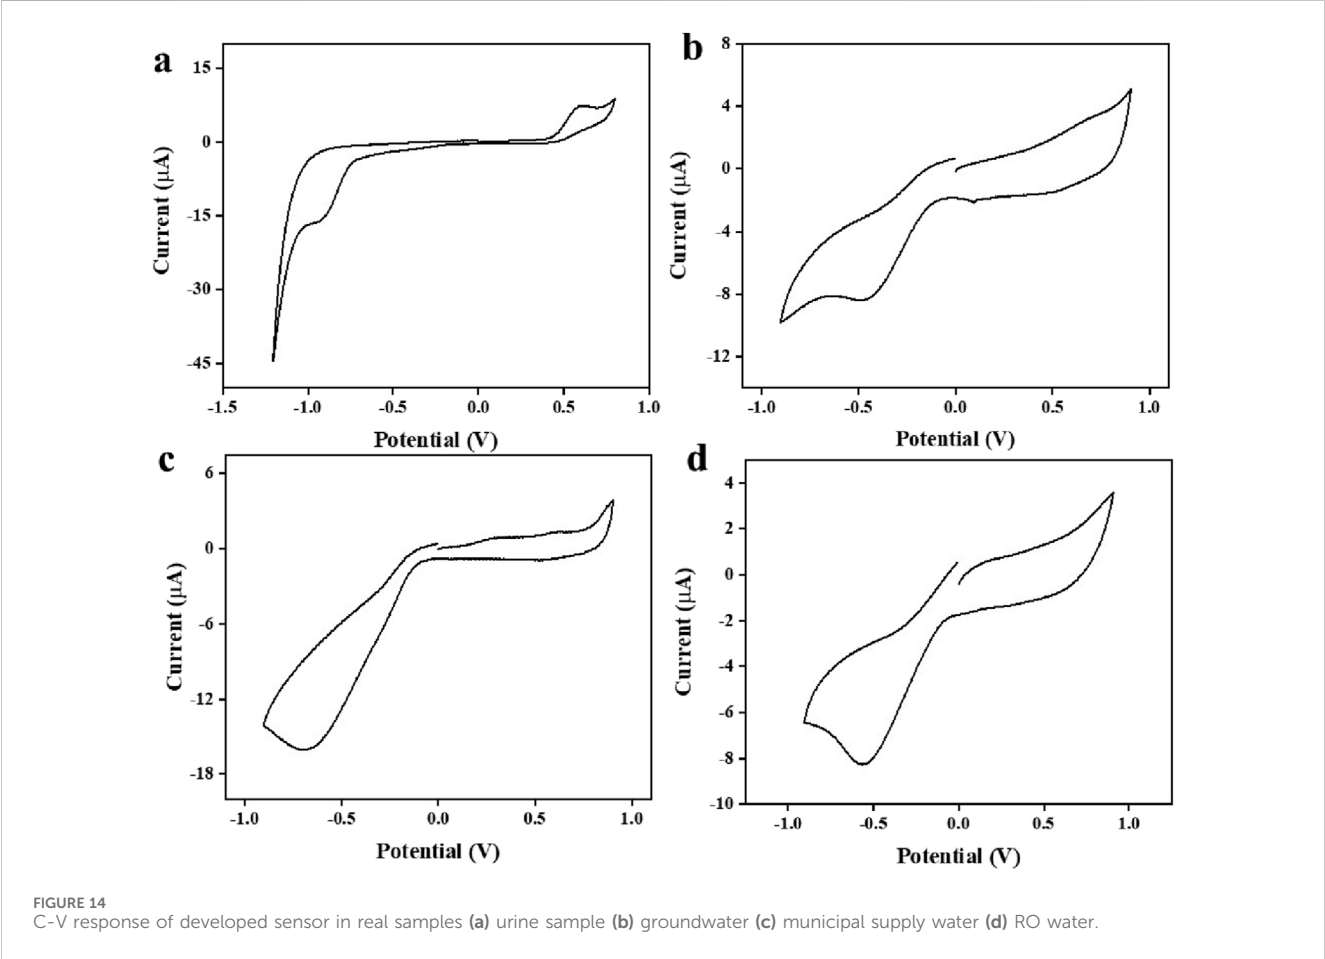 a
15
0
-15
-30
-45
Current (μA)
-1.5 -1.0 -0.5 0.0 0.5 1.0
Potential (V)
b
8
4
0
-4
-8
-12
Current (μA)
-1.0 -0.5 0.0 0.5 1.0
Potential (V)
c
6
0
-6
-12
-18
Current (μA)
-1.0 -0.5 0.0 0.5 1.0
Potential (V)
d
4
2
0
-2
-4
-6
-8
-10
Current (μA)
-1.0 -0.5 0.0 0.5 1.0
Potential (V)
FIGURE 14
C-V response of developed sensor in real samples (a) urine sample (b) groundwater (c) municipal supply water (d) RO water.